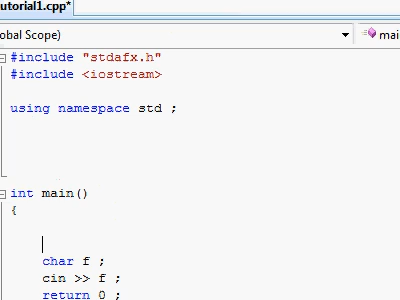 utorial1.cpp*
obal Scope)
mai
#include "stdafx.h"
#include <iostream>
using namespace std ;
int main()
{
char f ;
cin >> f ;
return 0 ;